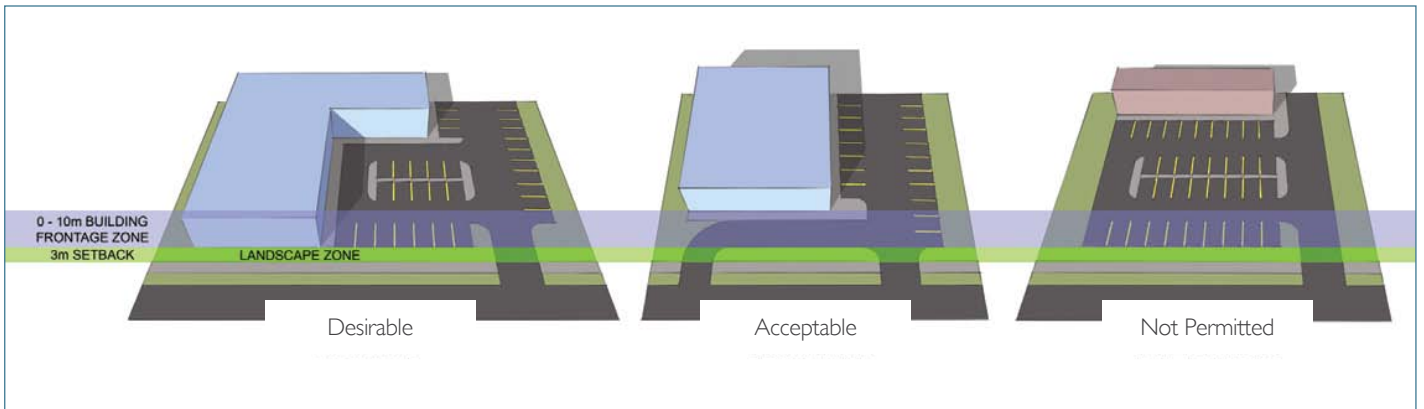 0 - 10m BUILDING
FRONTAGE ZONE
3m SETBACK
LANDSCAPE ZONE
Desirable
Acceptable
Not Permitted